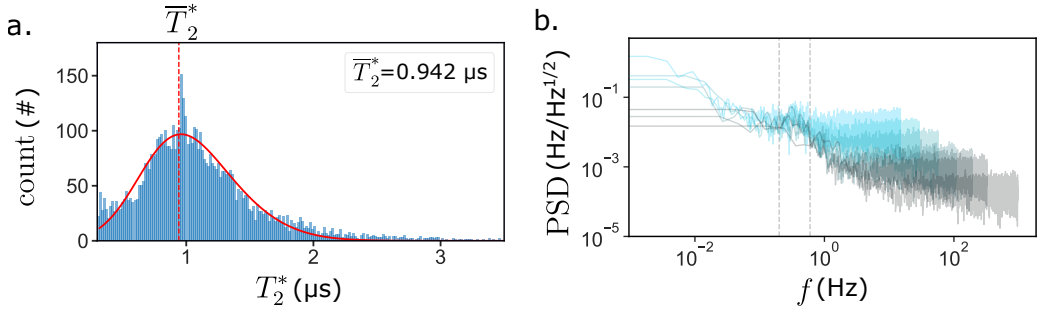 a.
T̅₂*
T̅₂*=0.942 µs
count (#)
150
100
50
0
1
2
3
T₂* (µs)
b.
PSD (Hz/Hz^{1/2})
10⁻¹
10⁻³
10⁻⁵
10⁻²
10⁰
10²
f (Hz)